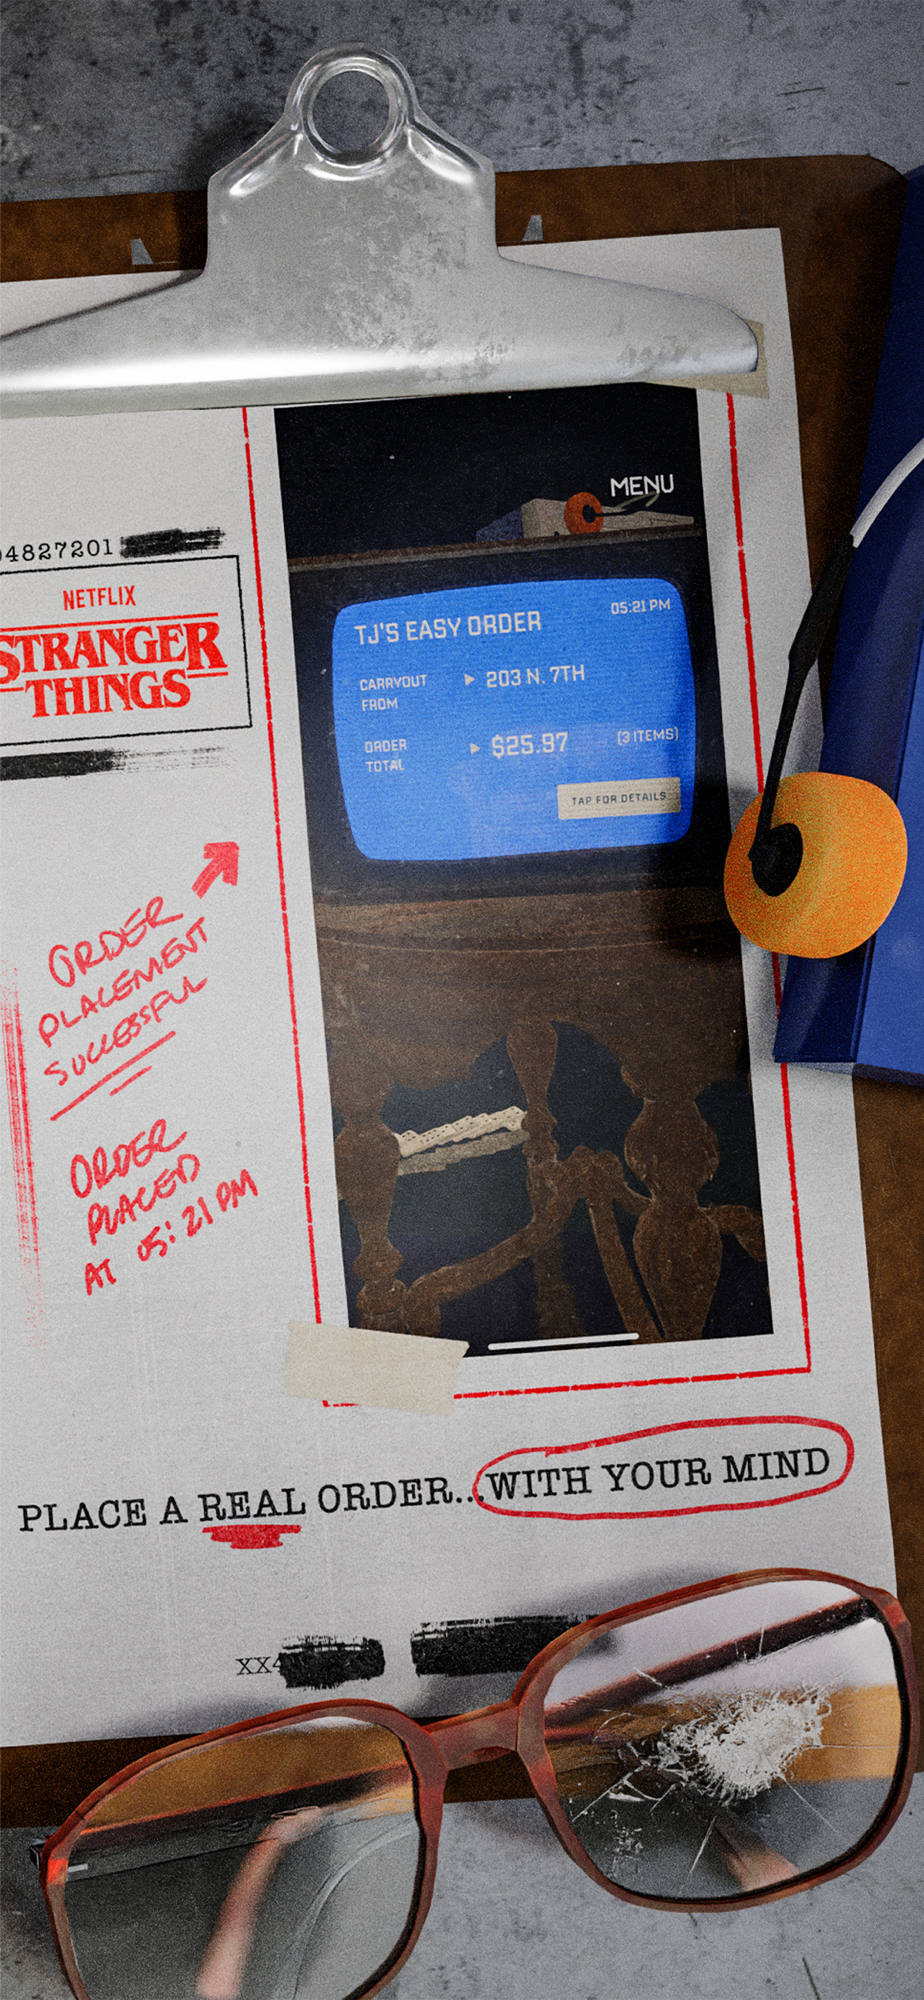 04827201
NETFLIX
STRANGER
THINGS
MENU
TJ'S EASY ORDER
05:21 PM
CARRYOUT
FROM
203 N. 7TH
ORDER
TOTAL
$25.97
(3 ITEMS)
TAP FOR DETAILS
ORDER
PLACEMENT
SUCCESSFUL
ORDER
PLACED
AT 05:21 PM
PLACE A REAL ORDER...WITH YOUR MIND
XX4